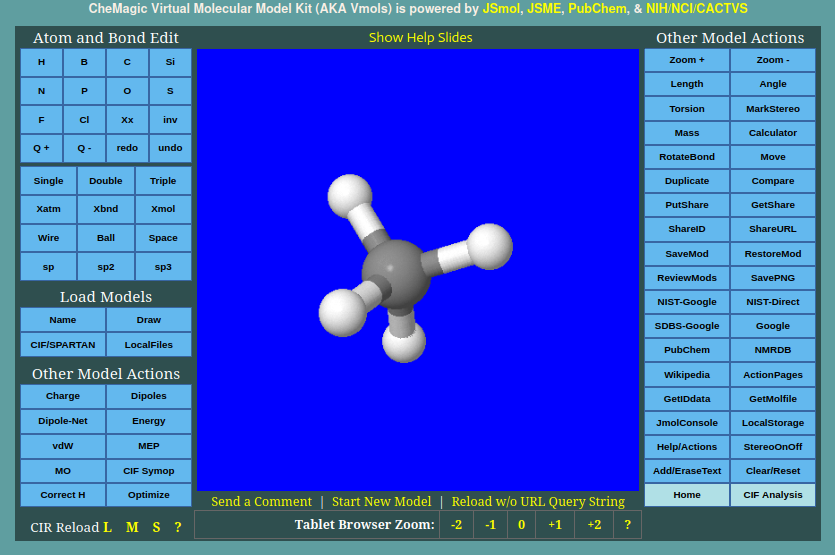 CheMagic Virtual Molecular Model Kit (AKA Vmols) is powered by JSmol, JSME, PubChem, & NIH/NCI/CACTVS
Atom and Bond Edit
H B C Si
N P O S
F Cl Xx inv
Q + Q - redo undo
Single Double Triple
Xatm Xbnd Xmol
Wire Ball Space
sp sp2 sp3
Load Models
Name Draw
CIF/SPARTAN LocalFiles
Other Model Actions
Charge Dipoles
Dipole-Net Energy
vdW MEP
MO CIF Symop
Correct H Optimize
CIR Reload L M S ?
Show Help Slides
Send a Comment | Start New Model | Reload w/o URL Query String
Tablet Browser Zoom: -2 -1 0 +1 +2 ?
Other Model Actions
Zoom + Zoom -
Length Angle
Torsion MarkStereo
Mass Calculator
RotateBond Move
Duplicate Compare
PutShare GetShare
ShareID ShareURL
SaveMod RestoreMod
ReviewMods SavePNG
NIST-Google NIST-Direct
SDBS-Google Google
PubChem NMRDB
Wikipedia ActionPages
GetIDdata GetMolfile
JmolConsole LocalStorage
Help/Actions StereoOnOff
Add/EraseText Clear/Reset
Home CIF Analysis